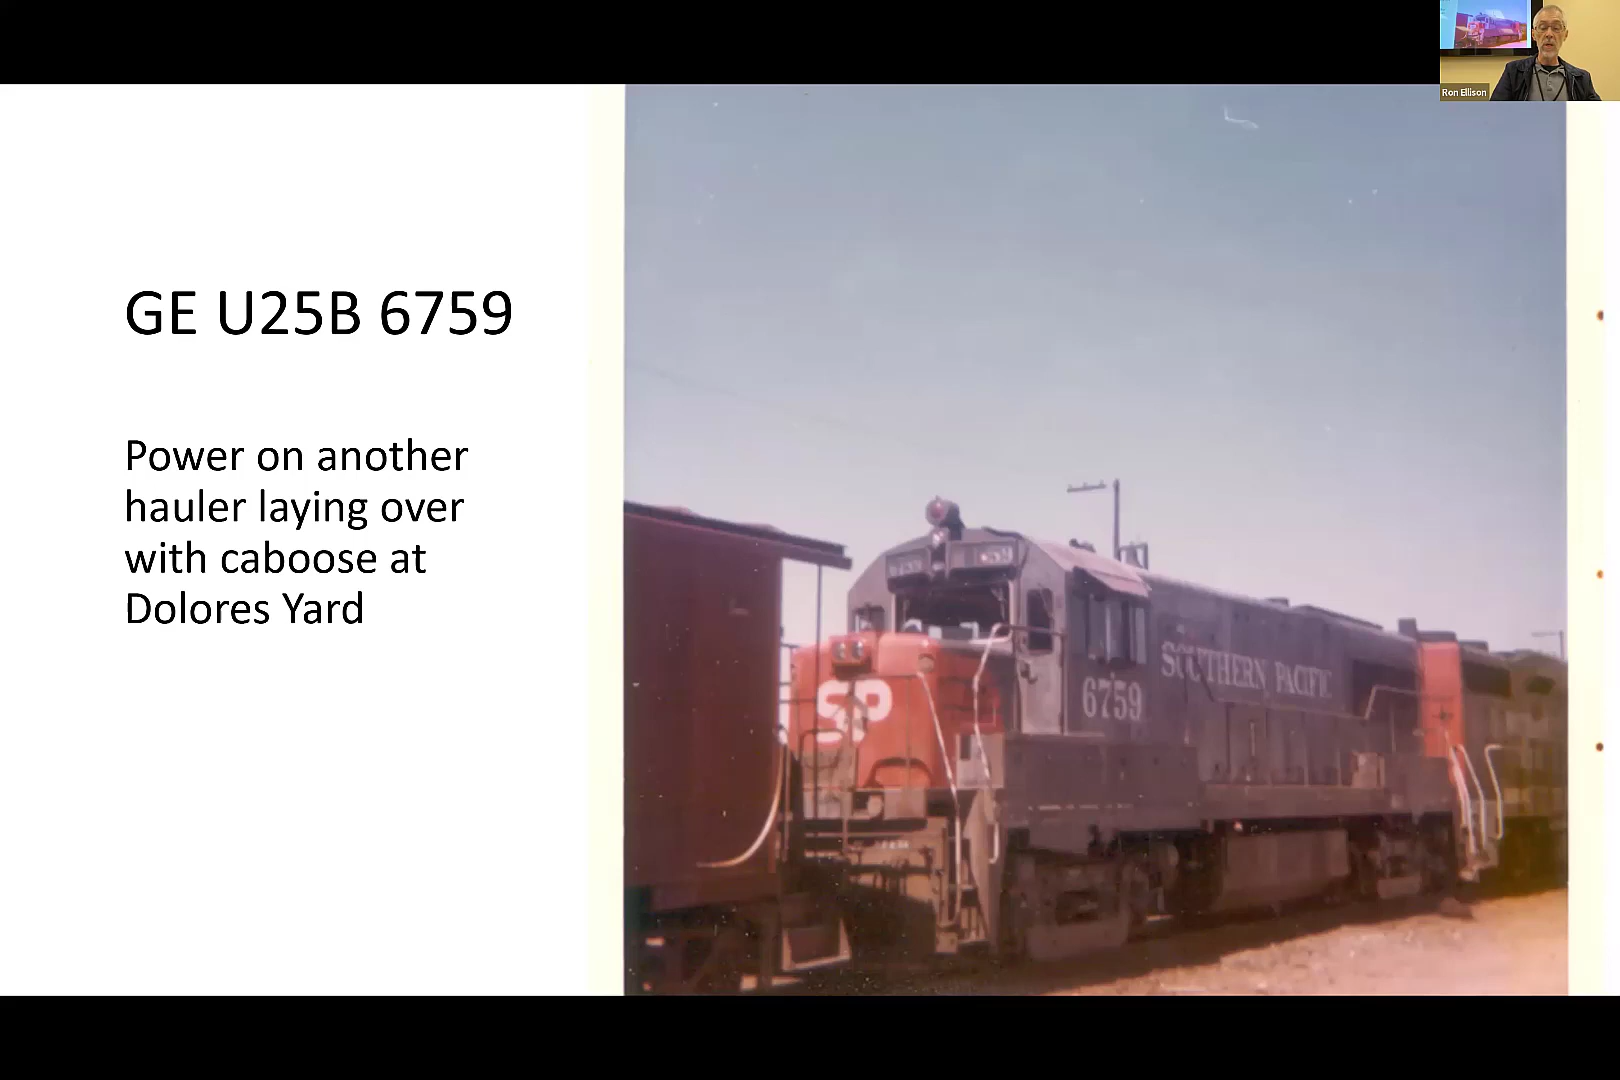 Ron Ellison
GE U25B 6759
Power on another
hauler laying over
with caboose at
Dolores Yard
6759
SP
SOUTHERN PACIFIC
6759